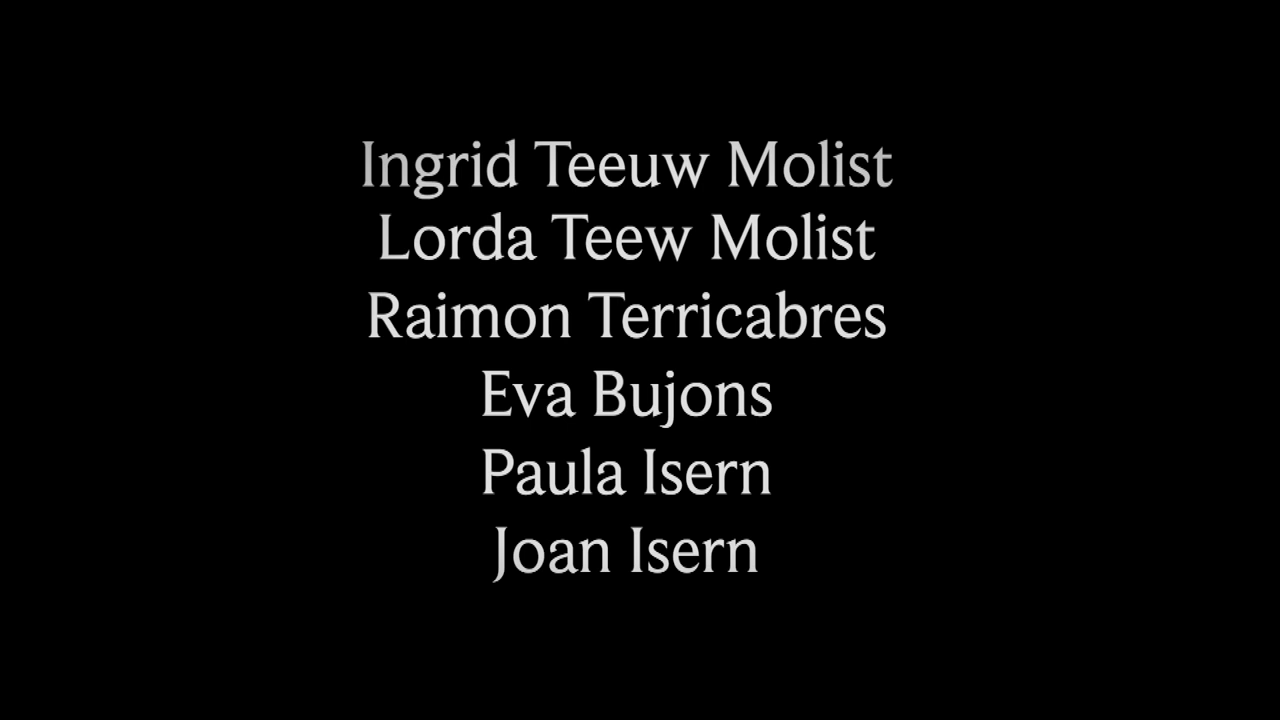 Ingrid Teeuw Molist
Lorda Teew Molist
Raimon Terricabres
Eva Bujons
Paula Isern
Joan Isern